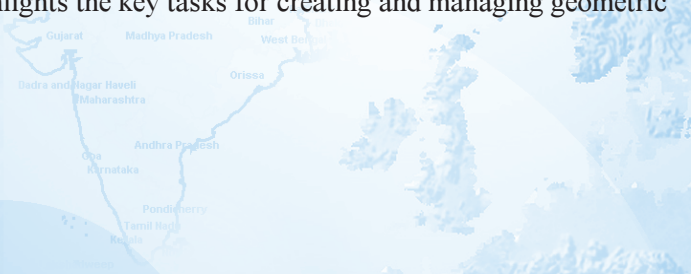 lights the key tasks for creating and managing geometric
Bihar
Gujarat Madhya Pradesh
West Bengal
Orissa
Dadra and Nagar Haveli
Maharashtra
Andhra Pradesh
Goa
Karnataka
Pondicherry
Tamil Nadu
Kerala